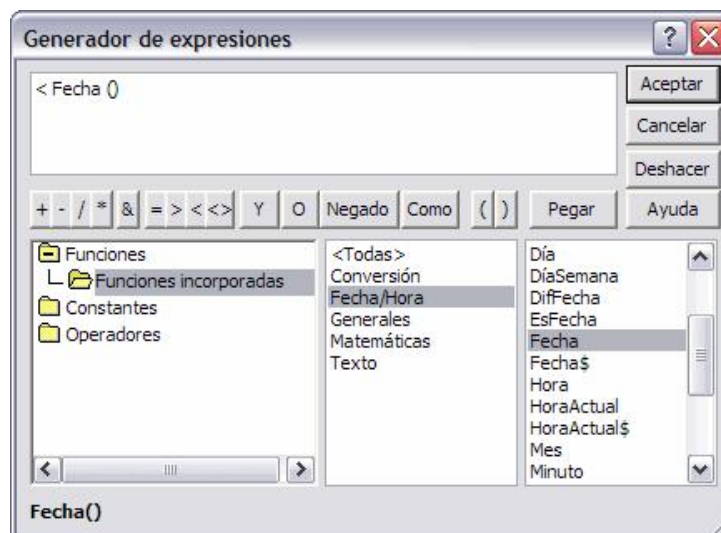 Generador de expresiones
?
< Fecha ()
Aceptar
Cancelar
Deshacer
+ - / * & = > < <> Y O Negado Como ( ) Pegar Ayuda
Funciones
Funciones incorporadas
Constantes
Operadores
<Todas>
Conversión
Fecha/Hora
Generales
Matemáticas
Texto
Día
DíaSemana
DifFecha
EsFecha
Fecha
Fecha$
Hora
HoraActual
HoraActual$
Mes
Minuto
Fecha()